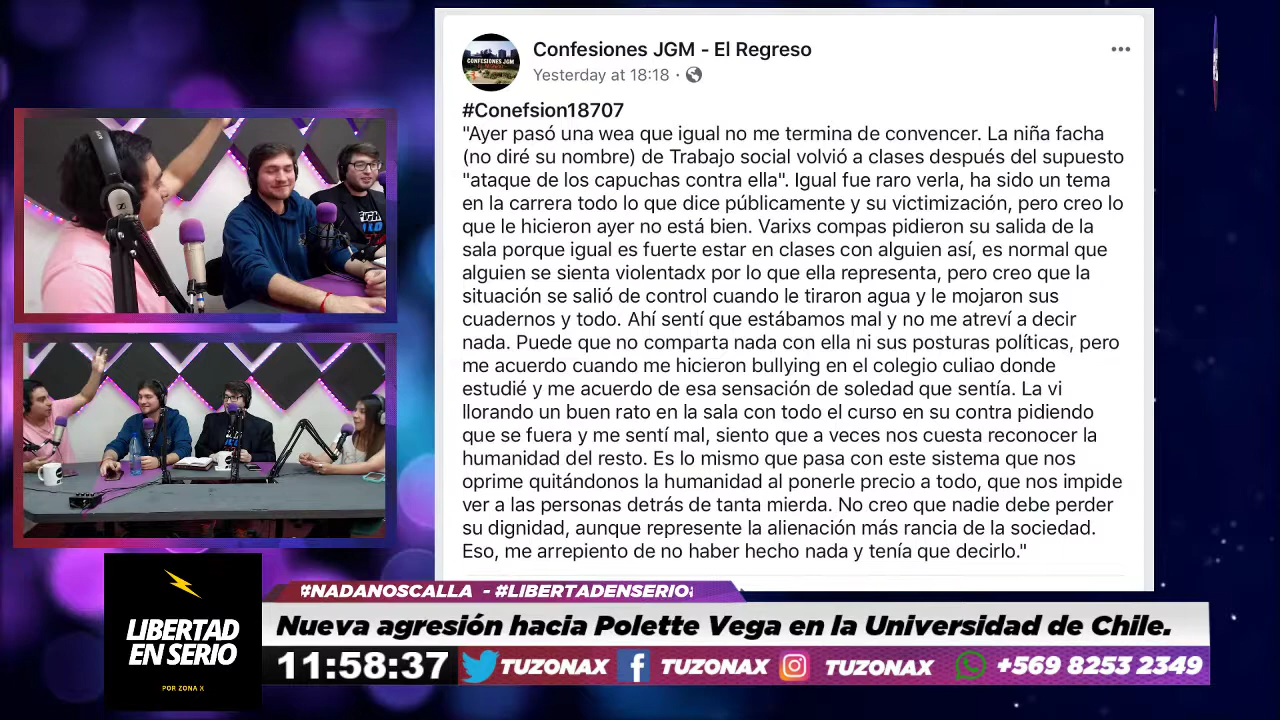 Confesiones JGM - El Regreso
Yesterday at 18:18 ·
CONFESIONES JGM
#Conefsion18707
"Ayer pasó una wea que igual no me termina de convencer. La niña facha
(no diré su nombre) de Trabajo social volvió a clases después del supuesto
"ataque de los capuchas contra ella". Igual fue raro verla, ha sido un tema
en la carrera todo lo que dice públicamente y su victimización, pero creo lo
que le hicieron ayer no está bien. Varixs compas pidieron su salida de la
sala porque igual es fuerte estar en clases con alguien así, es normal que
alguien se sienta violentadx por lo que ella representa, pero creo que la
situación se salió de control cuando le tiraron agua y le mojaron sus
cuadernos y todo. Ahí sentí que estábamos mal y no me atreví a decir
nada. Puede que no comparta nada con ella ni sus posturas políticas, pero
me acuerdo cuando me hicieron bullying en el colegio culiao donde
estudié y me acuerdo de esa sensación de soledad que sentía. La vi
llorando un buen rato en la sala con todo el curso en su contra pidiendo
que se fuera y me sentí mal, siento que a veces nos cuesta reconocer la
humanidad del resto. Es lo mismo que pasa con este sistema que nos
oprime quitándonos la humanidad al ponerle precio a todo, que nos impide
ver a las personas detrás de tanta mierda. No creo que nadie debe perder
su dignidad, aunque represente la alienación más rancia de la sociedad.
Eso, me arrepiento de no haber hecho nada y tenía que decirlo."
#NADANOSCALLA - #LIBERTADENSERIO
Nueva agresión hacia Polette Vega en la Universidad de Chile.
LIBERTAD
EN SERIO
POR ZONA X
11:58:37 TUZONAX TUZONAX TUZONAX +569 8253 2349